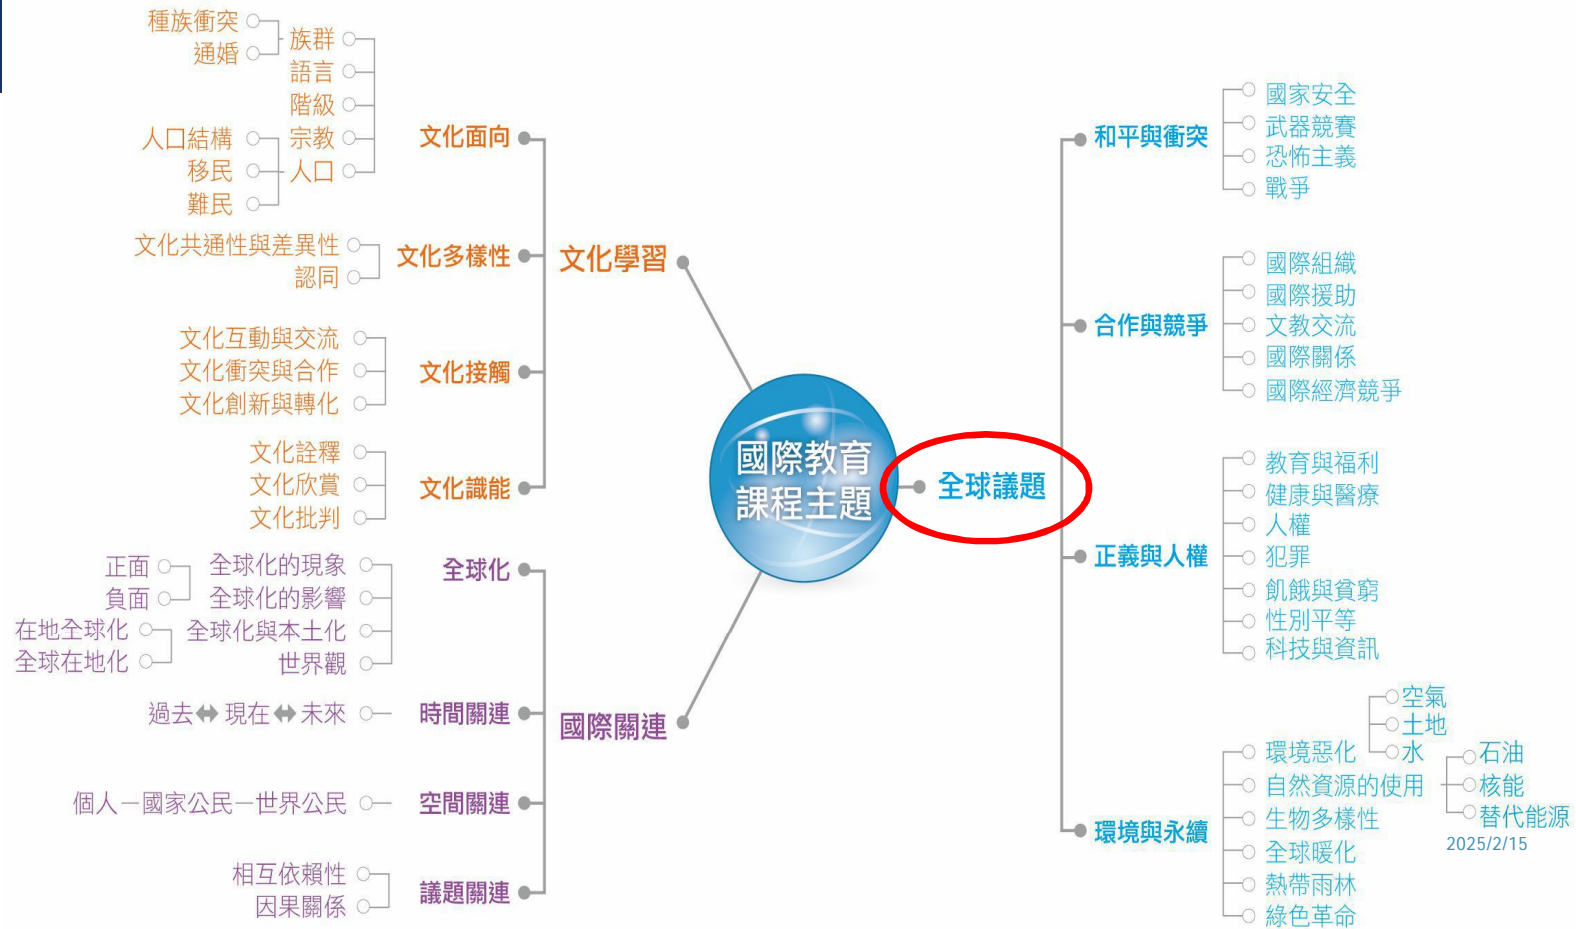 國際教育
課程主題
文化學習
文化面向
族群
種族衝突
通婚
語言
階級
宗教
人口
人口結構
移民
難民
文化多樣性
文化共通性與差異性
認同
文化接觸
文化互動與交流
文化衝突與合作
文化創新與轉化
文化識能
文化詮釋
文化欣賞
文化批判
國際關連
全球化
全球化的現象
全球化的影響
正面
負面
全球化與本土化
在地全球化
全球在地化
世界觀
時間關連
過去⬌現在⬌未來
空間關連
個人－國家公民－世界公民
議題關連
相互依賴性
因果關係
全球議題
和平與衝突
國家安全
武器競賽
恐怖主義
戰爭
合作與競爭
國際組織
國際援助
文教交流
國際關係
國際經濟競爭
正義與人權
教育與福利
健康與醫療
人權
犯罪
飢餓與貧窮
性別平等
科技與資訊
環境與永續
環境惡化
空氣
土地
水
自然資源的使用
石油
核能
替代能源
生物多樣性
全球暖化
熱帶雨林
綠色革命
2025/2/15